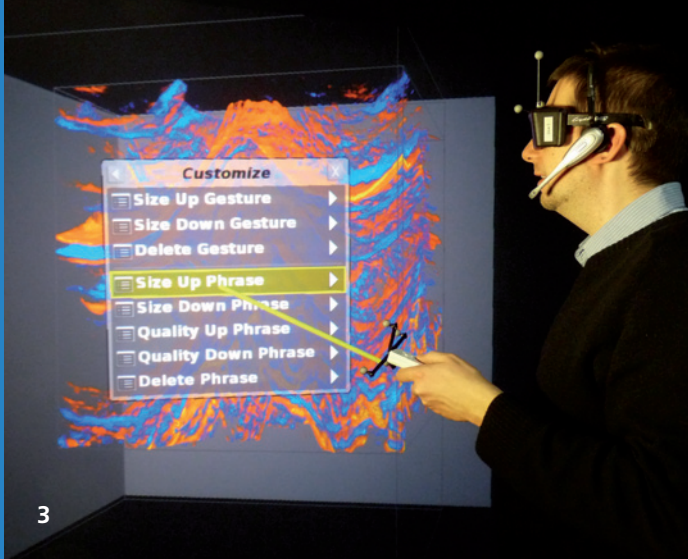 Customize X
Size Up Gesture
Size Down Gesture
Delete Gesture
Size Up Phrase
Size Down Phrase
Quality Up Phrase
Quality Down Phrase
Delete Phrase
3